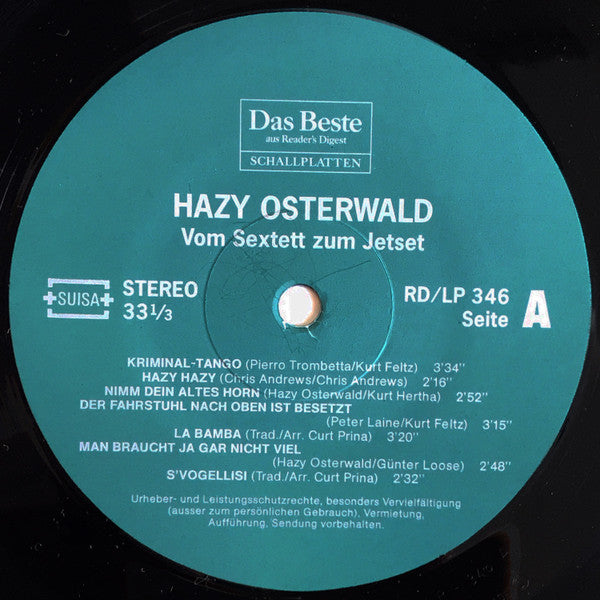 Das Beste
aus Reader's Digest
SCHALLPLATTEN
HAZY OSTERWALD
Vom Sextett zum Jetset
SUISA
STEREO
33 1/3
RD/LP 346
Seite A
KRIMINAL-TANGO (Pierro Trombetta/Kurt Feltz) 3'34''
HAZY HAZY (Chris Andrews/Chris Andrews) 2'16''
NIMM DEIN ALTES HORN (Hazy Osterwald/Kurt Hertha) 2'52''
DER FAHRSTUHL NACH OBEN IST BESETZT
(Peter Laine/Kurt Feltz) 3'15''
LA BAMBA (Trad./Arr. Curt Prina) 3'20''
MAN BRAUCHT JA GAR NICHT VIEL
(Hazy Osterwald/Günter Loose) 2'48''
S'VOGELLISI (Trad./Arr. Curt Prina) 2'32''
Urheber- und Leistungsschutzrechte, besonders Vervielfältigung
(ausser zum persönlichen Gebrauch), Vermietung,
Aufführung, Sendung vorbehalten.